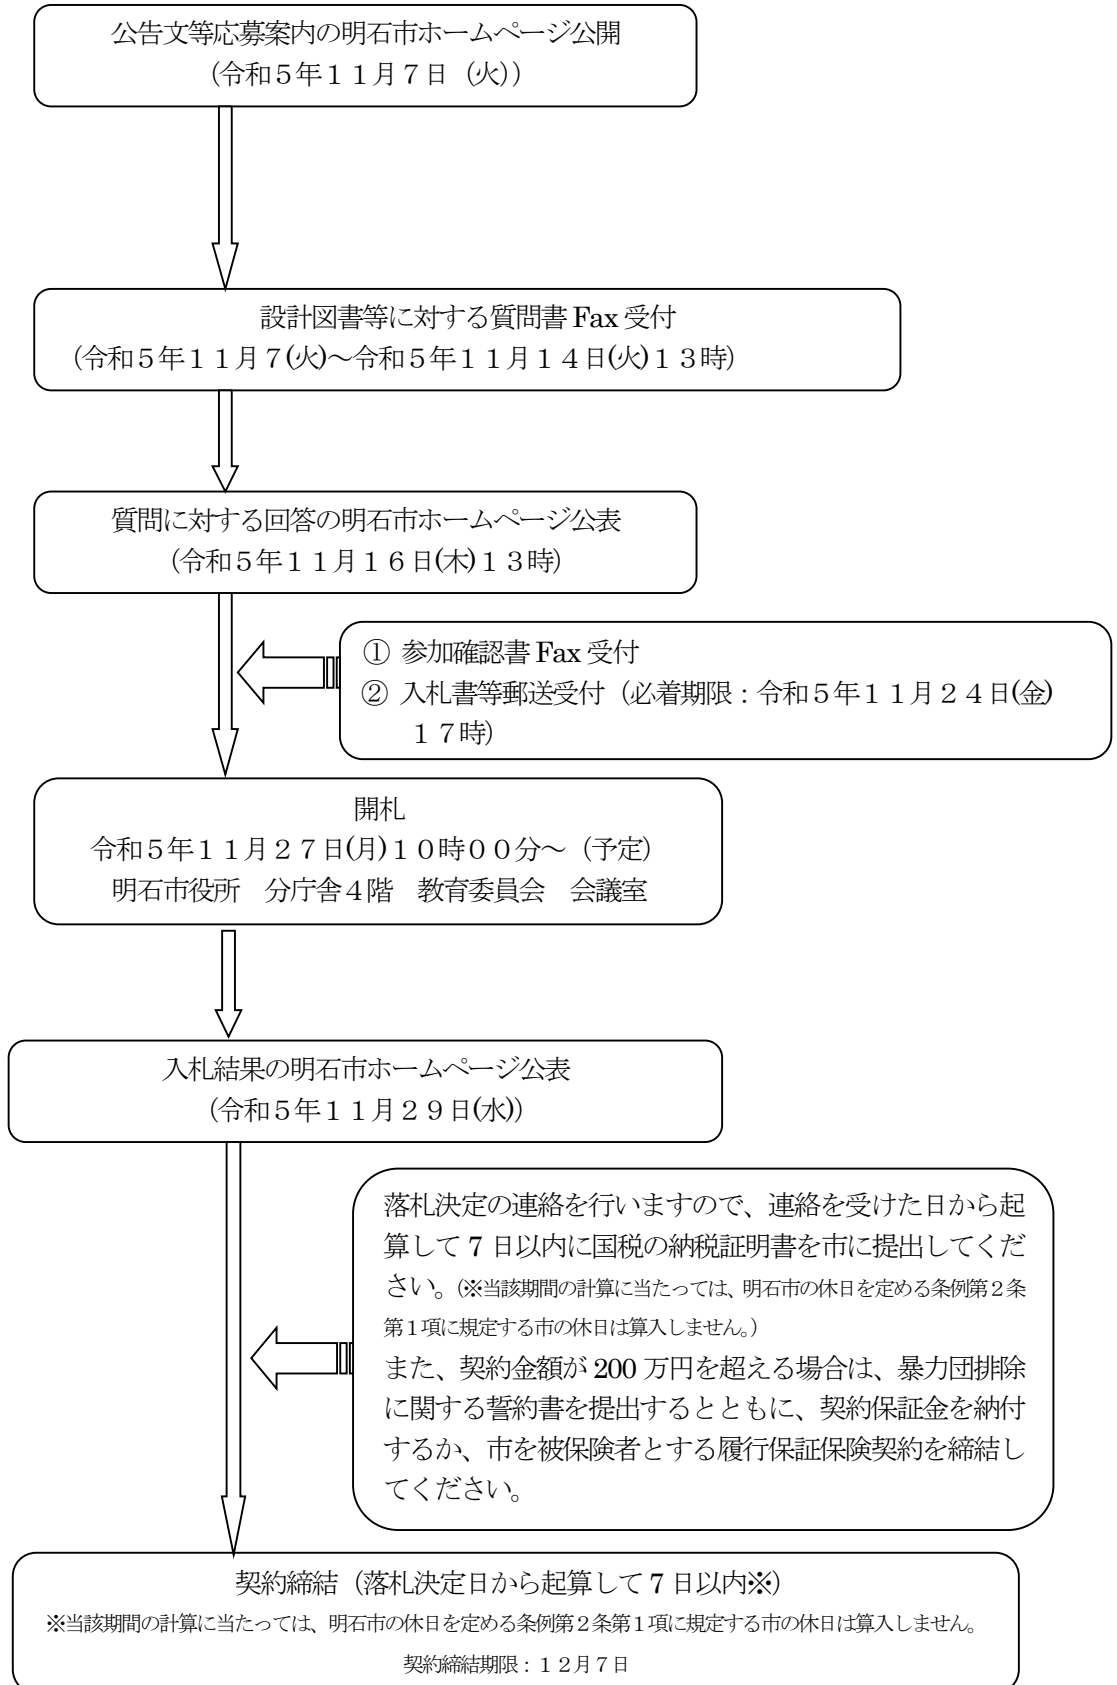 公告文等応募案内の明石市ホームページ公開
（令和５年１１月７日（火））
設計図書等に対する質問書 Fax 受付
（令和５年１１月７(火)～令和５年１１月１４日(火)１３時）
質問に対する回答の明石市ホームページ公表
（令和５年１１月１６日(木)１３時）
① 参加確認書 Fax 受付
② 入札書等郵送受付（必着期限：令和５年１１月２４日(金)
１７時）
開札
令和５年１１月２７日(月)１０時００分～（予定）
明石市役所　分庁舎４階　教育委員会　会議室
入札結果の明石市ホームページ公表
（令和５年１１月２９日(水)）
落札決定の連絡を行いますので、連絡を受けた日から起
算して 7 日以内に国税の納税証明書を市に提出してくだ
さい。（※当該期間の計算に当たっては、明石市の休日を定める条例第２条
第１項に規定する市の休日は算入しません。）
また、契約金額が 200 万円を超える場合は、暴力団排除
に関する誓約書を提出するとともに、契約保証金を納付
するか、市を被保険者とする履行保証保険契約を締結し
てください。
契約締結（落札決定日から起算して 7 日以内※）
※当該期間の計算に当たっては、明石市の休日を定める条例第２条第１項に規定する市の休日は算入しません。
契約締結期限：１２月７日